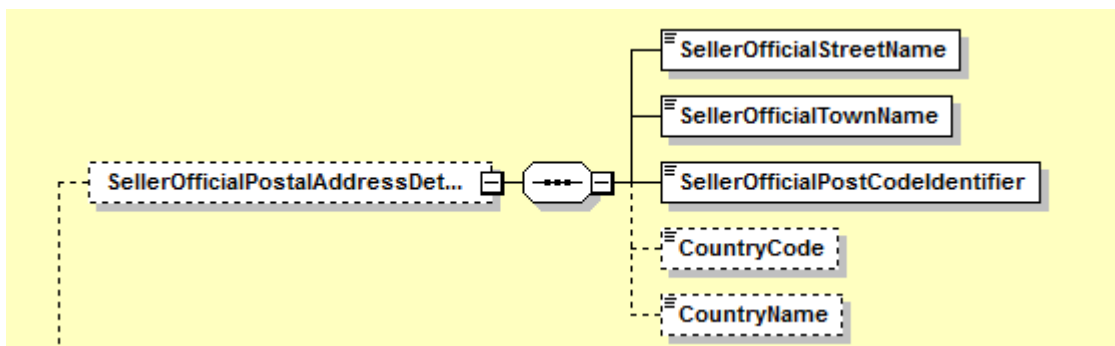 SellerOfficialStreetName
SellerOfficialTownName
SellerOfficialPostalAddressDet...
SellerOfficialPostCodeIdentifier
CountryCode
CountryName